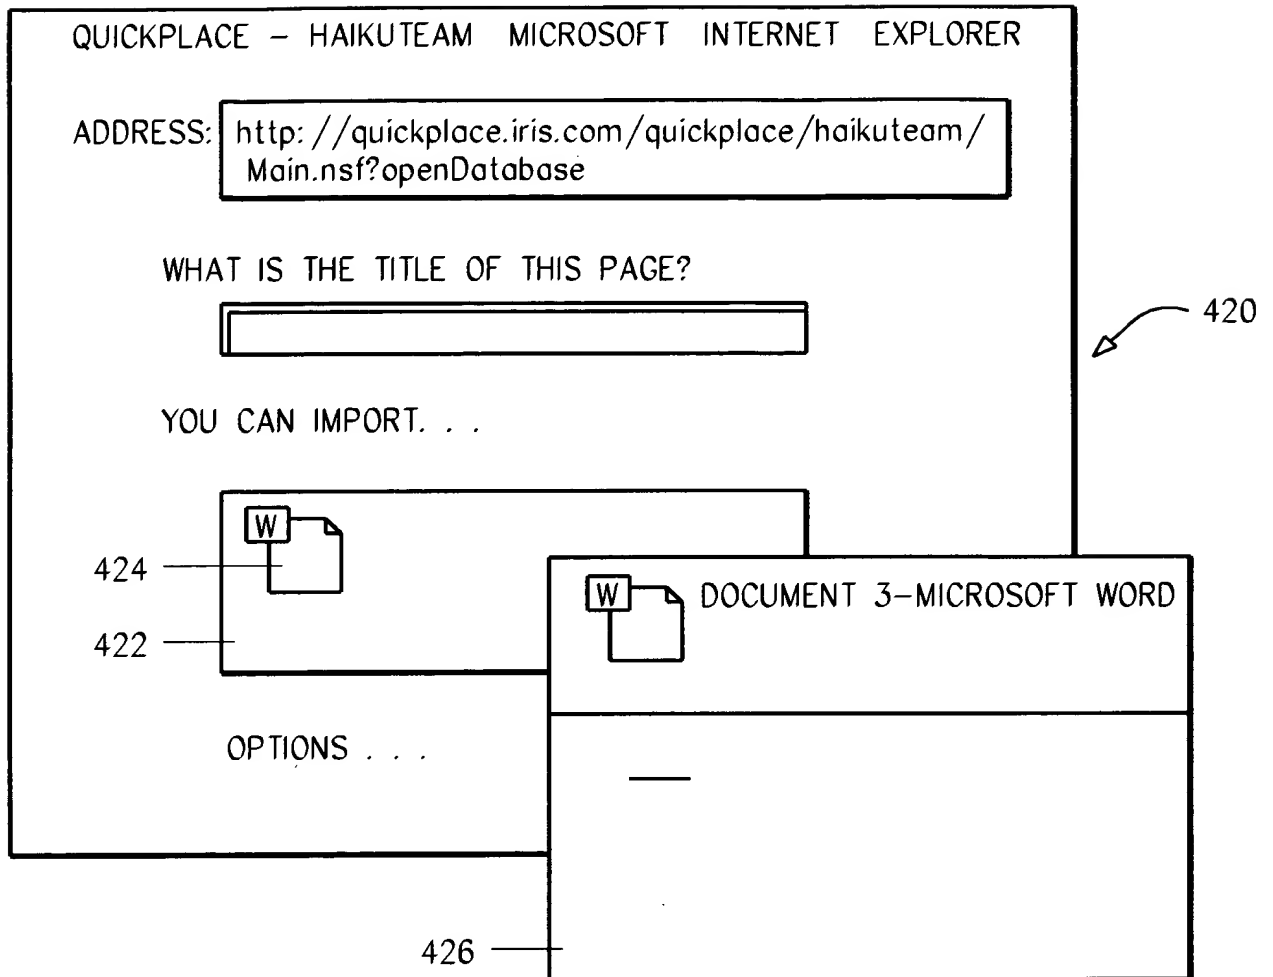 QUICKPLACE – HAIKUTEAM MICROSOFT INTERNET EXPLORER
ADDRESS: http://quickplace.iris.com/quickplace/haikuteam/
Main.nsf?openDatabase
WHAT IS THE TITLE OF THIS PAGE?
420
YOU CAN IMPORT. . .
W
424
422
W DOCUMENT 3–MICROSOFT WORD
OPTIONS . . .
426